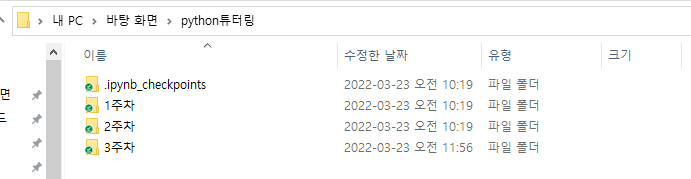 내 PC > 바탕 화면 > python튜터링
이름 수정한 날짜 유형 크기
.ipynb_checkpoints 2022-03-23 오전 10:19 파일 폴더
1주차 2022-03-23 오전 10:19 파일 폴더
면 2주차 2022-03-23 오전 10:19 파일 폴더
드 3주차 2022-03-23 오전 11:56 파일 폴더